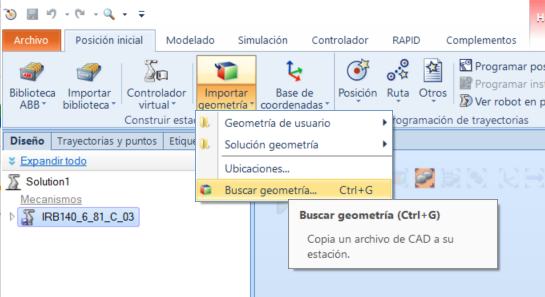 H
Archivo Posición inicial Modelado Simulación Controlador RAPID Complementos
Biblioteca ABB Importar biblioteca Controlador virtual Importar geometría Base de coordenadas Posición Ruta Otros
Programar pos
Programar inst
Ver robot en p
Construir esta
rogramación de trayectorias
Diseño Trayectorias y puntos Etique
Expandir todo
Solution1
Mecanismos
IRB140_6_81_C_03
Geometría de usuario
Solución geometría
Ubicaciones...
Buscar geometría... Ctrl+G
Buscar geometría (Ctrl+G)
Copia un archivo de CAD a su
estación.